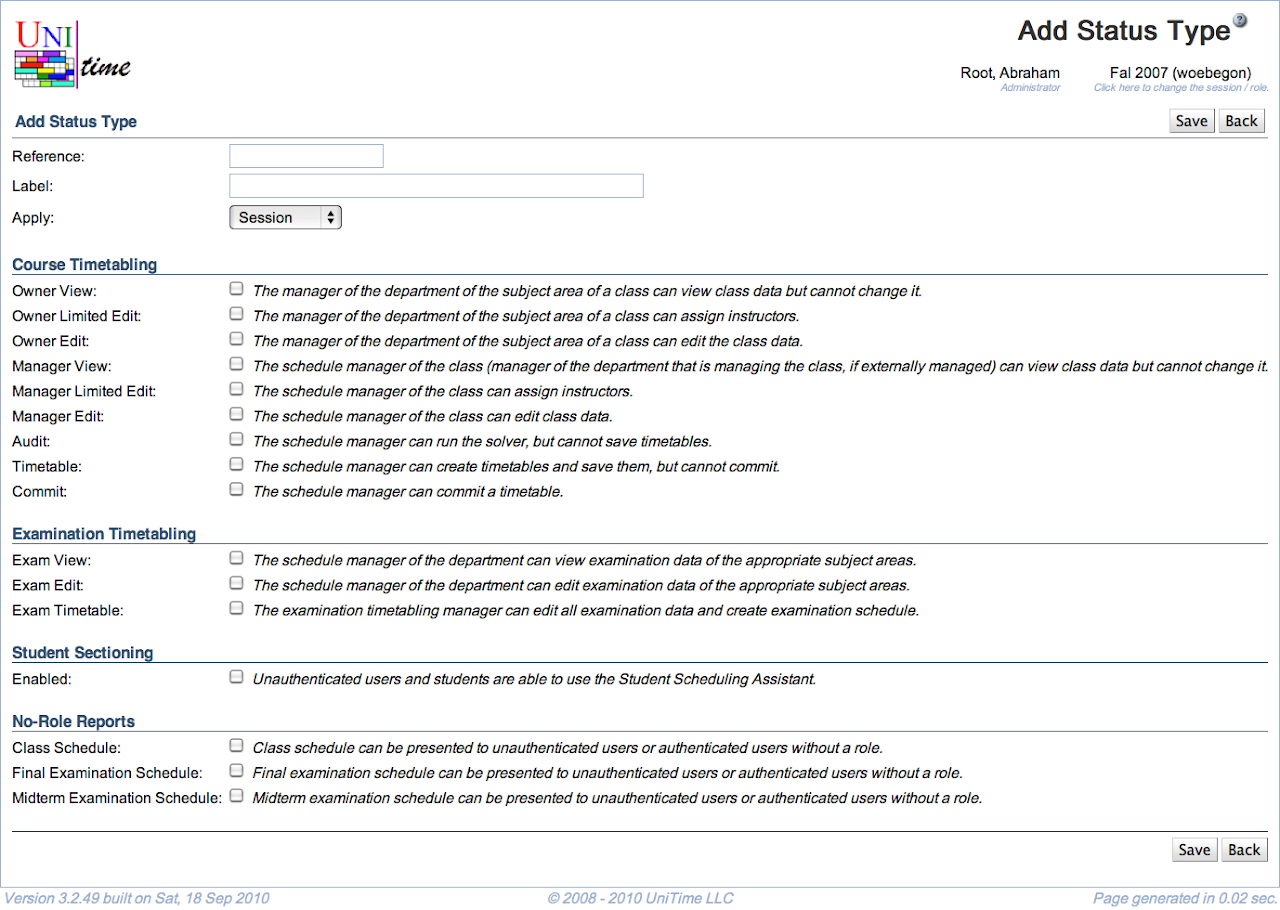 UNI
time
Add Status Type
Root, Abraham Fal 2007 (woebegon)
Administrator Click here to change the session / role.
Add Status Type Save Back
Reference:
Label:
Apply: Session
Course Timetabling
Owner View: The manager of the department of the subject area of a class can view class data but cannot change it.
Owner Limited Edit: The manager of the department of the subject area of a class can assign instructors.
Owner Edit: The manager of the department of the subject area of a class can edit the class data.
Manager View: The schedule manager of the class (manager of the department that is managing the class, if externally managed) can view class data but cannot change it.
Manager Limited Edit: The schedule manager of the class can assign instructors.
Manager Edit: The schedule manager of the class can edit class data.
Audit: The schedule manager can run the solver, but cannot save timetables.
Timetable: The schedule manager can create timetables and save them, but cannot commit.
Commit: The schedule manager can commit a timetable.
Examination Timetabling
Exam View: The schedule manager of the department can view examination data of the appropriate subject areas.
Exam Edit: The schedule manager of the department can edit examination data of the appropriate subject areas.
Exam Timetable: The examination timetabling manager can edit all examination data and create examination schedule.
Student Sectioning
Enabled: Unauthenticated users and students are able to use the Student Scheduling Assistant.
No-Role Reports
Class Schedule: Class schedule can be presented to unauthenticated users or authenticated users without a role.
Final Examination Schedule: Final examination schedule can be presented to unauthenticated users or authenticated users without a role.
Midterm Examination Schedule: Midterm examination schedule can be presented to unauthenticated users or authenticated users without a role.
Save Back
Version 3.2.49 built on Sat, 18 Sep 2010 © 2008 - 2010 UniTime LLC Page generated in 0.02 sec.